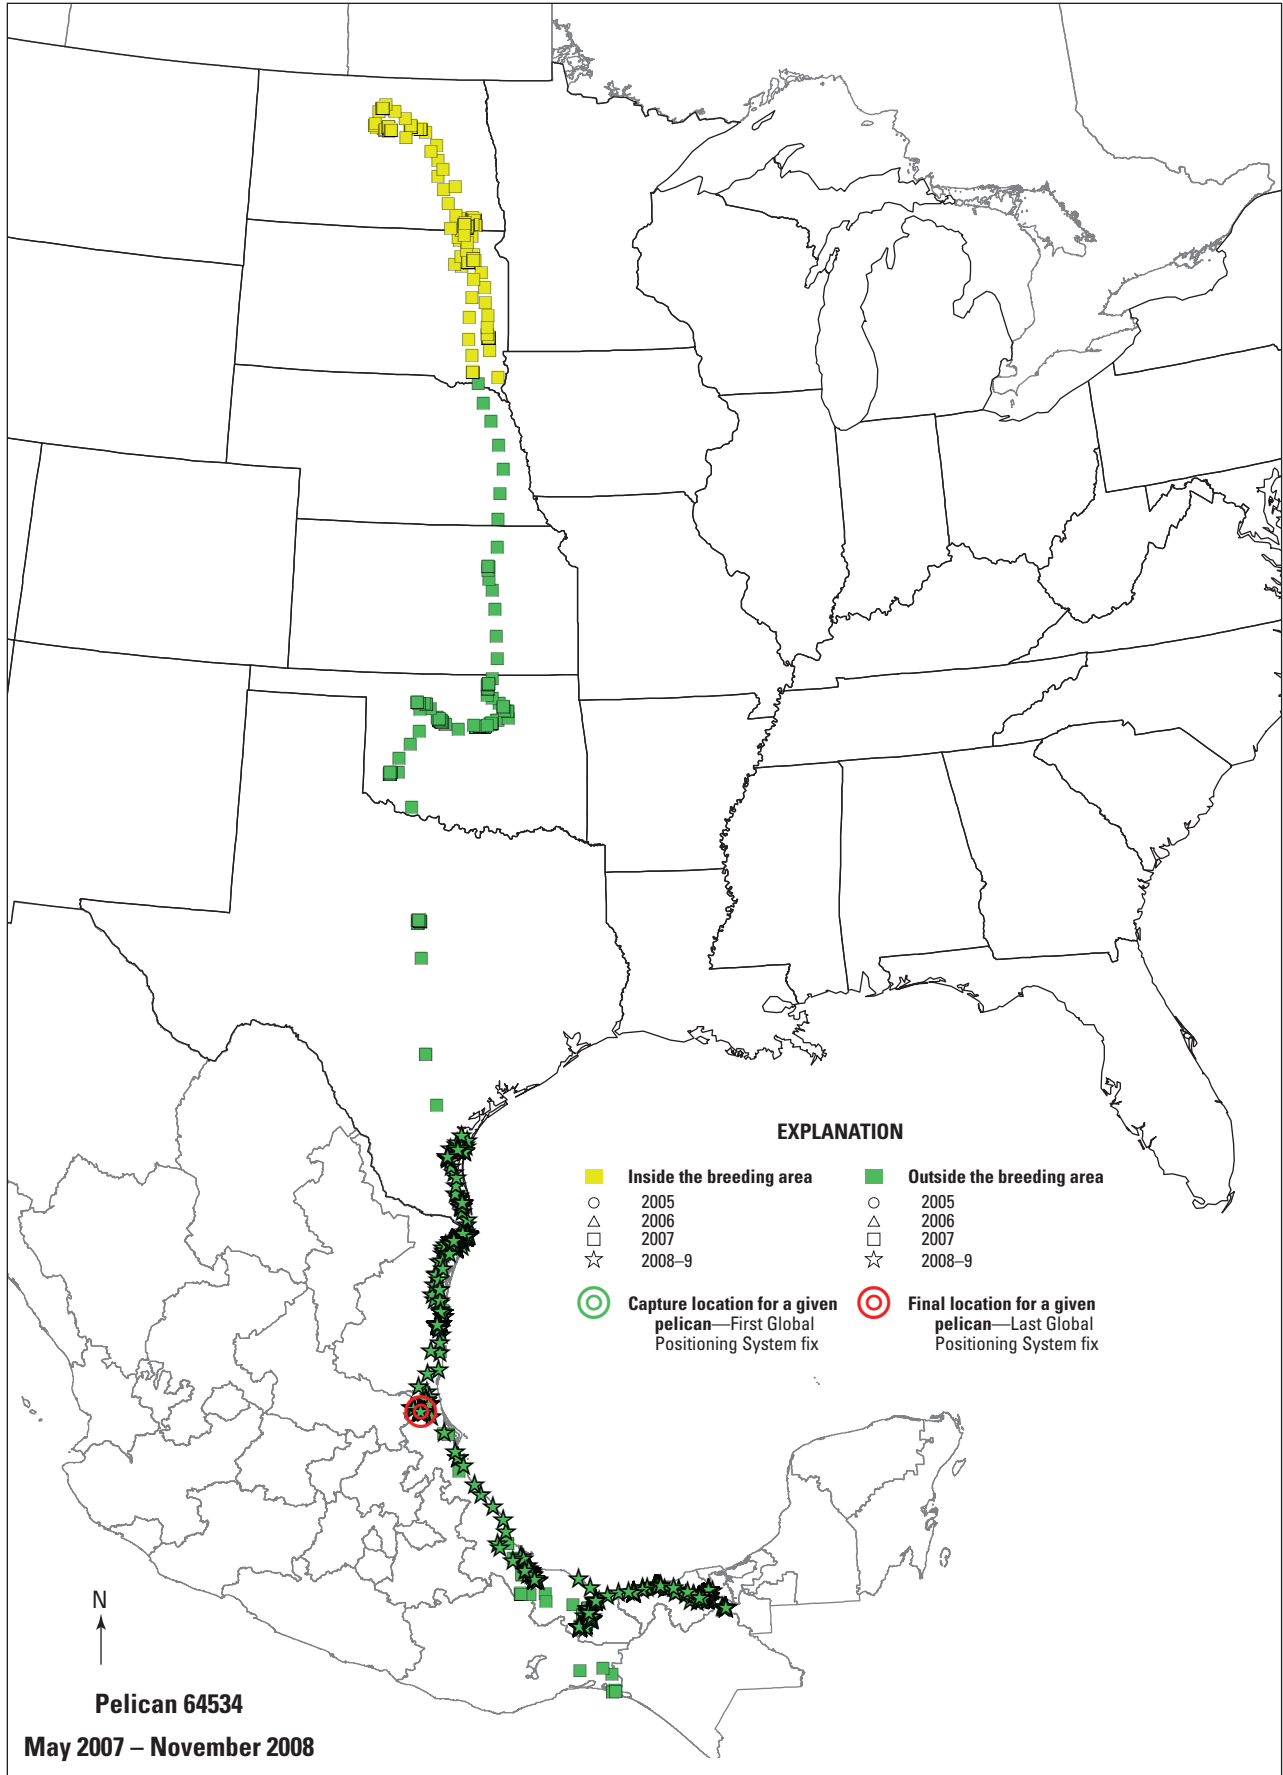 EXPLANATION
Inside the breeding area
2005
2006
2007
2008–9
Capture location for a given
pelican—First Global
Positioning System fix
Outside the breeding area
2005
2006
2007
2008–9
Final location for a given
pelican—Last Global
Positioning System fix
N
Pelican 64534
May 2007 – November 2008